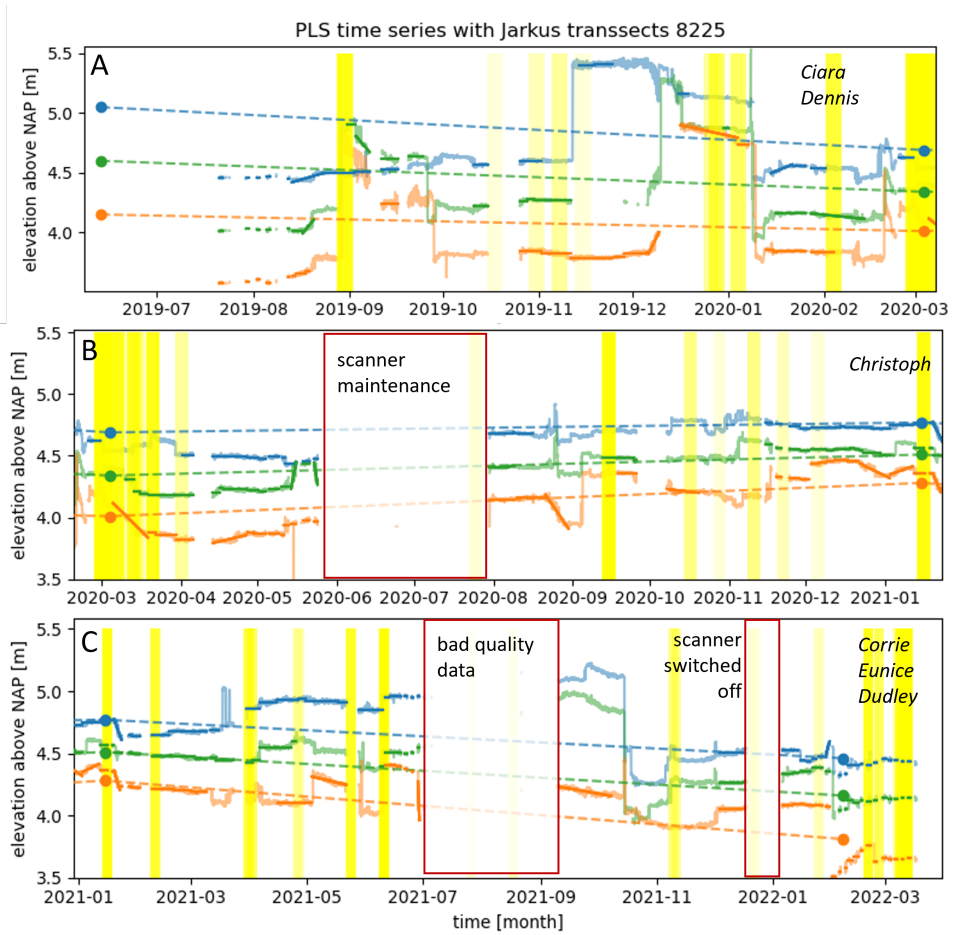 PLS time series with Jarkus transsects 8225
A
Ciara
Dennis
elevation above NAP [m]
5.5
5.0
4.5
4.0
2019-07 2019-08 2019-09 2019-10 2019-11 2019-12 2020-01 2020-02 2020-03
B
scanner
maintenance
Christoph
elevation above NAP [m]
5.5
5.0
4.5
4.0
3.5
2020-03 2020-04 2020-05 2020-06 2020-07 2020-08 2020-09 2020-10 2020-11 2020-12 2021-01
C
bad quality
data
scanner
switched
off
Corrie
Eunice
Dudley
elevation above NAP [m]
5.5
5.0
4.5
4.0
3.5
2021-01 2021-03 2021-05 2021-07 2021-09 2021-11 2022-01 2022-03
time [month]